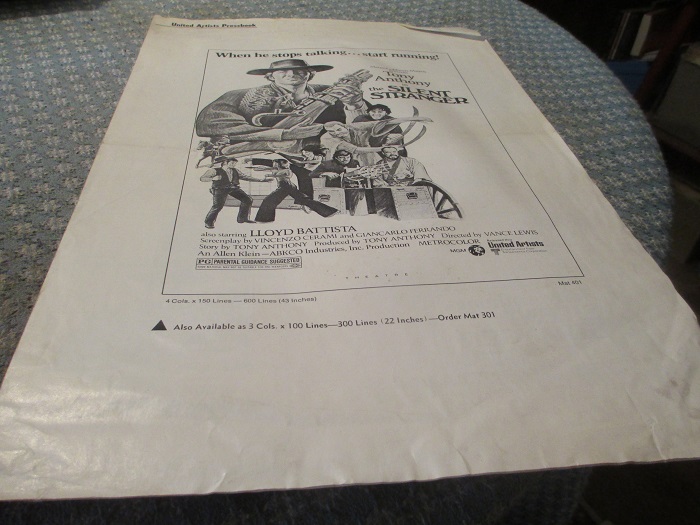 United Artists Pressbook
When he stops talking...start running!
Tony
Anthony
the SILENT
STRANGER
also starring LLOYD BATTISTA
Screenplay by VINCENZO CERAMI and GIANCARLO FERRANDO
Story by TONY ANTHONY Produced by TONY ANTHONY Directed by VANCE LEWIS
An Allen Klein—ABKCO Industries, Inc. Production METROCOLOR
MGM
United Artists
PG PARENTAL GUIDANCE SUGGESTED
THEATRE
Mat 401
4 Cols. x 150 Lines — 600 Lines (43 Inches)
▲ Also Available as 3 Cols. x 100 Lines—300 Lines (22 Inches)—Order Mat 301